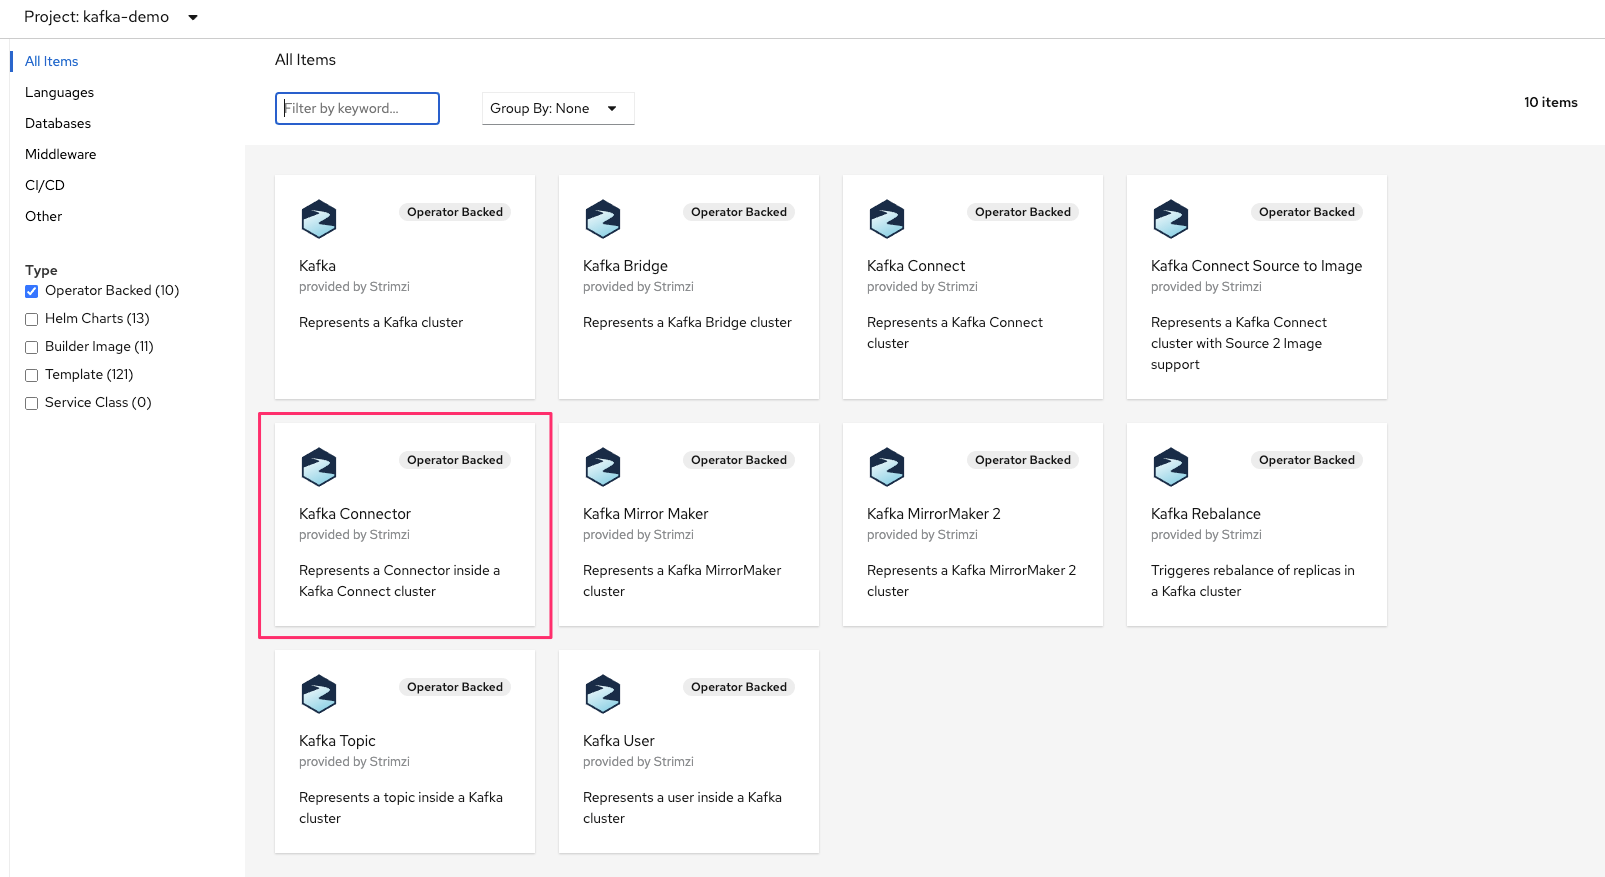 Project: kafka-demo
All Items
Languages
Databases
Middleware
CI/CD
Other
Type
Operator Backed (10)
Helm Charts (13)
Builder Image (11)
Template (121)
Service Class (0)
All Items
Filter by keyword...
Group By: None
10 items
Operator Backed
Kafka
provided by Strimzi
Represents a Kafka cluster
Operator Backed
Kafka Bridge
provided by Strimzi
Represents a Kafka Bridge cluster
Operator Backed
Kafka Connect
provided by Strimzi
Represents a Kafka Connect
cluster
Operator Backed
Kafka Connect Source to Image
provided by Strimzi
Represents a Kafka Connect
cluster with Source 2 Image
support
Operator Backed
Kafka Connector
provided by Strimzi
Represents a Connector inside a
Kafka Connect cluster
Operator Backed
Kafka Mirror Maker
provided by Strimzi
Represents a Kafka MirrorMaker
cluster
Operator Backed
Kafka MirrorMaker 2
provided by Strimzi
Represents a Kafka MirrorMaker 2
cluster
Operator Backed
Kafka Rebalance
provided by Strimzi
Triggeres rebalance of replicas in
a Kafka cluster
Operator Backed
Kafka Topic
provided by Strimzi
Represents a topic inside a Kafka
cluster
Operator Backed
Kafka User
provided by Strimzi
Represents a user inside a Kafka
cluster